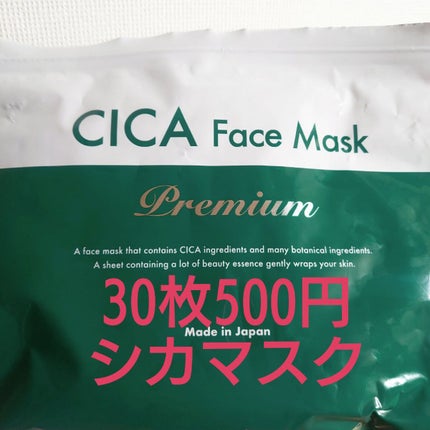 CICA Face Mask
Premium
A face mask that contains CICA ingredients and many botanical ingredients.
A sheet containing a lot of beauty essence gently wraps your skin.
30枚500円
Made in Japan
シカマスク